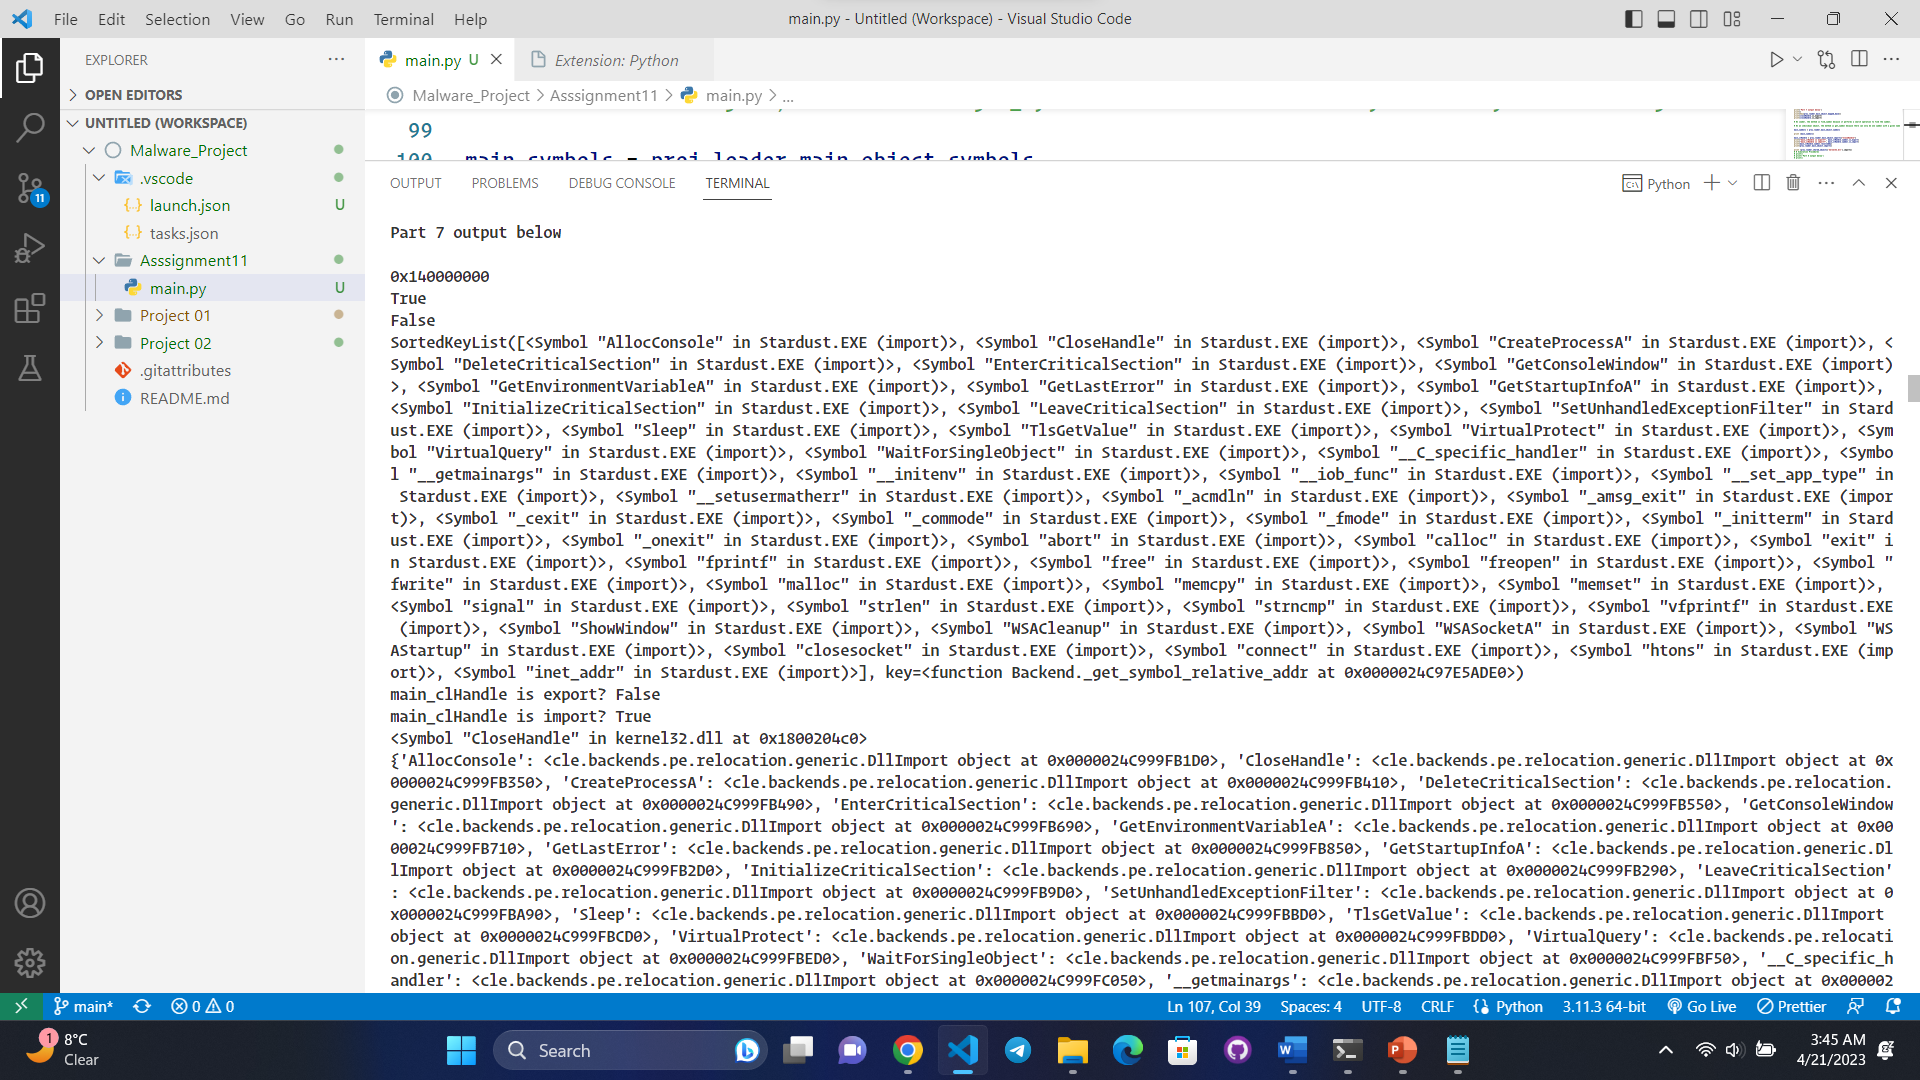 File Edit Selection View Go Run Terminal Help
main.py - Untitled (Workspace) - Visual Studio Code
EXPLORER
main.py U
Extension: Python
OPEN EDITORS
Malware_Project > Asssignment11 > main.py > ...
UNTITLED (WORKSPACE)
99
100 main_symbols = proj.loader.main_object.symbols
Malware_Project
.vscode
launch.json U
tasks.json
Asssignment11
main.py U
Project 01
Project 02
.gitattributes
README.md
11
OUTPUT PROBLEMS DEBUG CONSOLE TERMINAL
Python
Part 7 output below
0x140000000
True
False
SortedKeyList([<Symbol "AllocConsole" in Stardust.EXE (import)>, <Symbol "CloseHandle" in Stardust.EXE (import)>, <Symbol "CreateProcessA" in Stardust.EXE (import)>, <
Symbol "DeleteCriticalSection" in Stardust.EXE (import)>, <Symbol "EnterCriticalSection" in Stardust.EXE (import)>, <Symbol "GetConsoleWindow" in Stardust.EXE (import)
>, <Symbol "GetEnvironmentVariableA" in Stardust.EXE (import)>, <Symbol "GetLastError" in Stardust.EXE (import)>, <Symbol "GetStartupInfoA" in Stardust.EXE (import)>,
<Symbol "InitializeCriticalSection" in Stardust.EXE (import)>, <Symbol "LeaveCriticalSection" in Stardust.EXE (import)>, <Symbol "SetUnhandledExceptionFilter" in Stard
ust.EXE (import)>, <Symbol "Sleep" in Stardust.EXE (import)>, <Symbol "TlsGetValue" in Stardust.EXE (import)>, <Symbol "VirtualProtect" in Stardust.EXE (import)>, <Sym
bol "VirtualQuery" in Stardust.EXE (import)>, <Symbol "WaitForSingleObject" in Stardust.EXE (import)>, <Symbol "__C_specific_handler" in Stardust.EXE (import)>, <Symbo
l "__getmainargs" in Stardust.EXE (import)>, <Symbol "__initenv" in Stardust.EXE (import)>, <Symbol "__iob_func" in Stardust.EXE (import)>, <Symbol "__set_app_type" in
Stardust.EXE (import)>, <Symbol "__setusermatherr" in Stardust.EXE (import)>, <Symbol "_acmdln" in Stardust.EXE (import)>, <Symbol "_amsg_exit" in Stardust.EXE (impor
t)>, <Symbol "_cexit" in Stardust.EXE (import)>, <Symbol "_commode" in Stardust.EXE (import)>, <Symbol "_fmode" in Stardust.EXE (import)>, <Symbol "_initterm" in Stard
ust.EXE (import)>, <Symbol "_onexit" in Stardust.EXE (import)>, <Symbol "abort" in Stardust.EXE (import)>, <Symbol "calloc" in Stardust.EXE (import)>, <Symbol "exit" i
n Stardust.EXE (import)>, <Symbol "fprintf" in Stardust.EXE (import)>, <Symbol "free" in Stardust.EXE (import)>, <Symbol "freopen" in Stardust.EXE (import)>, <Symbol "
fwrite" in Stardust.EXE (import)>, <Symbol "malloc" in Stardust.EXE (import)>, <Symbol "memcpy" in Stardust.EXE (import)>, <Symbol "memset" in Stardust.EXE (import)>,
<Symbol "signal" in Stardust.EXE (import)>, <Symbol "strlen" in Stardust.EXE (import)>, <Symbol "strncmp" in Stardust.EXE (import)>, <Symbol "vfprintf" in Stardust.EXE
(import)>, <Symbol "ShowWindow" in Stardust.EXE (import)>, <Symbol "WSACleanup" in Stardust.EXE (import)>, <Symbol "WSASocketA" in Stardust.EXE (import)>, <Symbol "WS
AStartup" in Stardust.EXE (import)>, <Symbol "closesocket" in Stardust.EXE (import)>, <Symbol "connect" in Stardust.EXE (import)>, <Symbol "htons" in Stardust.EXE (imp
ort)>, <Symbol "inet_addr" in Stardust.EXE (import)>], key=<function Backend._get_symbol_relative_addr at 0x0000024C97E5ADE0>)
main_clHandle is export? False
main_clHandle is import? True
<Symbol "CloseHandle" in kernel32.dll at 0x1800204c0>
{'AllocConsole': <cle.backends.pe.relocation.generic.DllImport object at 0x0000024C999FB1D0>, 'CloseHandle': <cle.backends.pe.relocation.generic.DllImport object at 0x
0000024C999FB350>, 'CreateProcessA': <cle.backends.pe.relocation.generic.DllImport object at 0x0000024C999FB410>, 'DeleteCriticalSection': <cle.backends.pe.relocation.
generic.DllImport object at 0x0000024C999FB490>, 'EnterCriticalSection': <cle.backends.pe.relocation.generic.DllImport object at 0x0000024C999FB550>, 'GetConsoleWindow
': <cle.backends.pe.relocation.generic.DllImport object at 0x0000024C999FB690>, 'GetEnvironmentVariableA': <cle.backends.pe.relocation.generic.DllImport object at 0x00
00024C999FB710>, 'GetLastError': <cle.backends.pe.relocation.generic.DllImport object at 0x0000024C999FB850>, 'GetStartupInfoA': <cle.backends.pe.relocation.generic.Dl
lImport object at 0x0000024C999FB2D0>, 'InitializeCriticalSection': <cle.backends.pe.relocation.generic.DllImport object at 0x0000024C999FB290>, 'LeaveCriticalSection'
: <cle.backends.pe.relocation.generic.DllImport object at 0x0000024C999FB9D0>, 'SetUnhandledExceptionFilter': <cle.backends.pe.relocation.generic.DllImport object at 0
x0000024C999FBA90>, 'Sleep': <cle.backends.pe.relocation.generic.DllImport object at 0x0000024C999FBBD0>, 'TlsGetValue': <cle.backends.pe.relocation.generic.DllImport
object at 0x0000024C999FBCD0>, 'VirtualProtect': <cle.backends.pe.relocation.generic.DllImport object at 0x0000024C999FBDD0>, 'VirtualQuery': <cle.backends.pe.relocati
on.generic.DllImport object at 0x0000024C999FBED0>, 'WaitForSingleObject': <cle.backends.pe.relocation.generic.DllImport object at 0x0000024C999FBF50>, '__C_specific_h
andler': <cle.backends.pe.relocation.generic.DllImport object at 0x0000024C999FC050>, '__getmainargs': <cle.backends.pe.relocation.generic.DllImport object at 0x000002
main* 0 0 Ln 107, Col 39 Spaces: 4 UTF-8 CRLF Python 3.11.3 64-bit Go Live Prettier
1
8°C
Clear
Search
3:45 AM
4/21/2023